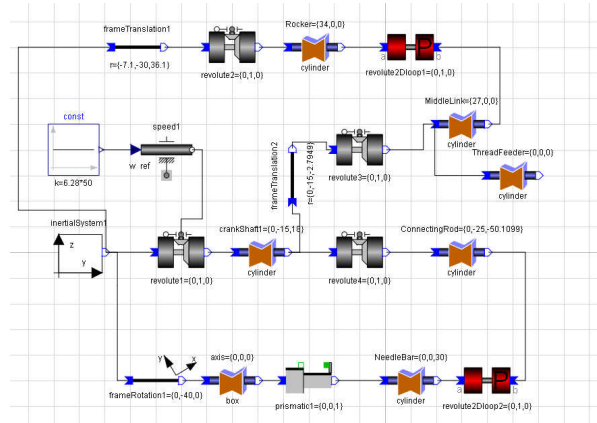 frameTranslation1
Rocker={34,0,0}
a
b
r={-7.1,-30,36.1}
revolute2={0,1,0}
cylinder
revolute2Dloop1={0,1,0}
const
speed1
MiddleLink={27,0,0}
w_ref
k=6.28*50
frameTranslation2
r={0,-15,-2.7949}
revolute3={0,1,0}
cylinder
ThreadFeeder={0,0,0}
cylinder
inertialSystem1
z
y
crankShaft1={0,-15,18}
ConnectingRod={0,-25,-50.1099}
revolute1={0,1,0}
cylinder
revolute4={0,1,0}
cylinder
y
x
axis={0,0,0}
NeedleBar={0,0,30}
a
b
frameRotation1={0,-40,0}
box
prismatic1={0,0,1}
cylinder
revolute2Dloop2={0,1,0}